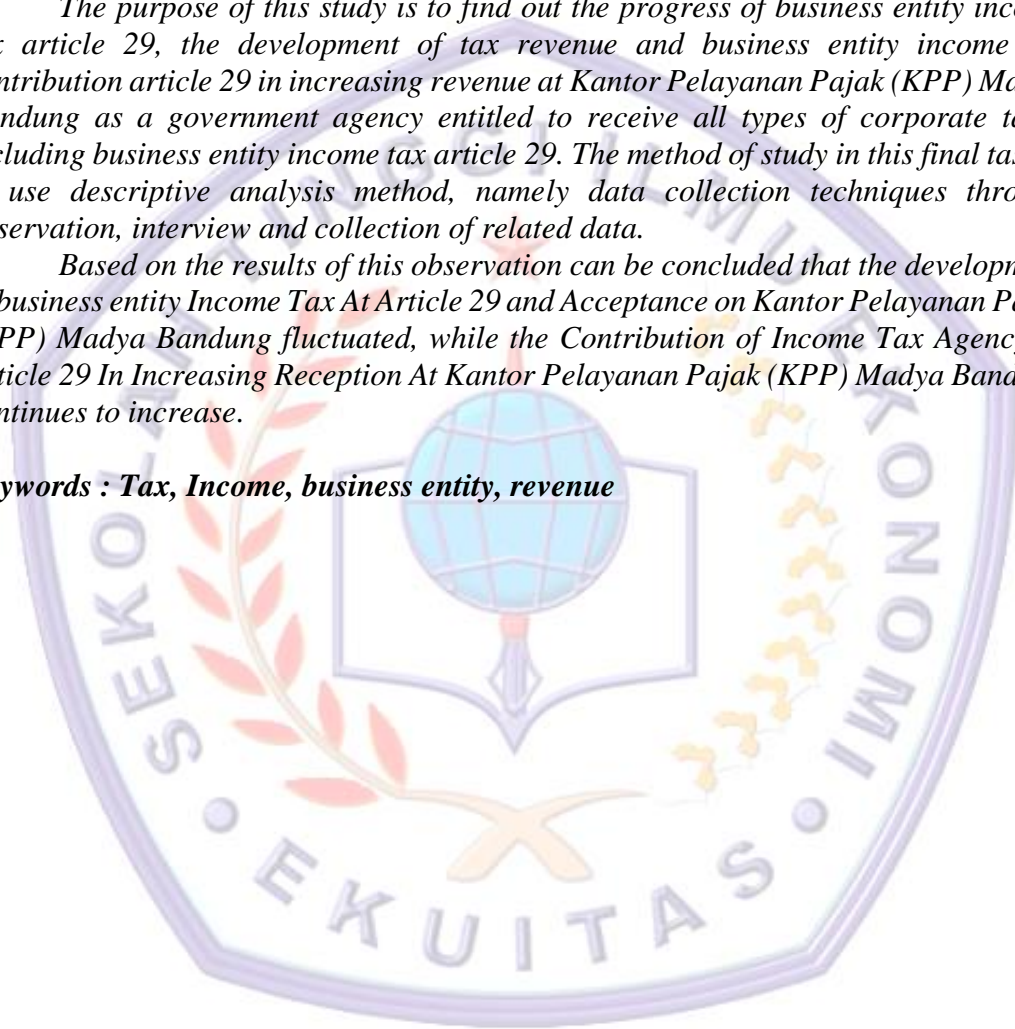 The purpose of this study is to find out the progress of business entity inco
article 29, the development of tax revenue and business entity income
ntribution article 29 in increasing revenue at Kantor Pelayanan Pajak (KPP) Ma
ndung as a government agency entitled to receive all types of corporate ta
cluding business entity income tax article 29. The method of study in this final tas
use descriptive analysis method, namely data collection techniques thro
servation, interview and collection of related data.
Based on the results of this observation can be concluded that the developm
business entity Income Tax At Article 29 and Acceptance on Kantor Pelayanan Pa
PP) Madya Bandung fluctuated, while the Contribution of Income Tax Agency
ticle 29 In Increasing Reception At Kantor Pelayanan Pajak (KPP) Madya Band
ntinues to increase.
ywords : Tax, Income, business entity, revenue
SEKOLAH TINGGI ILMU EKONOMI
• EKUITAS •